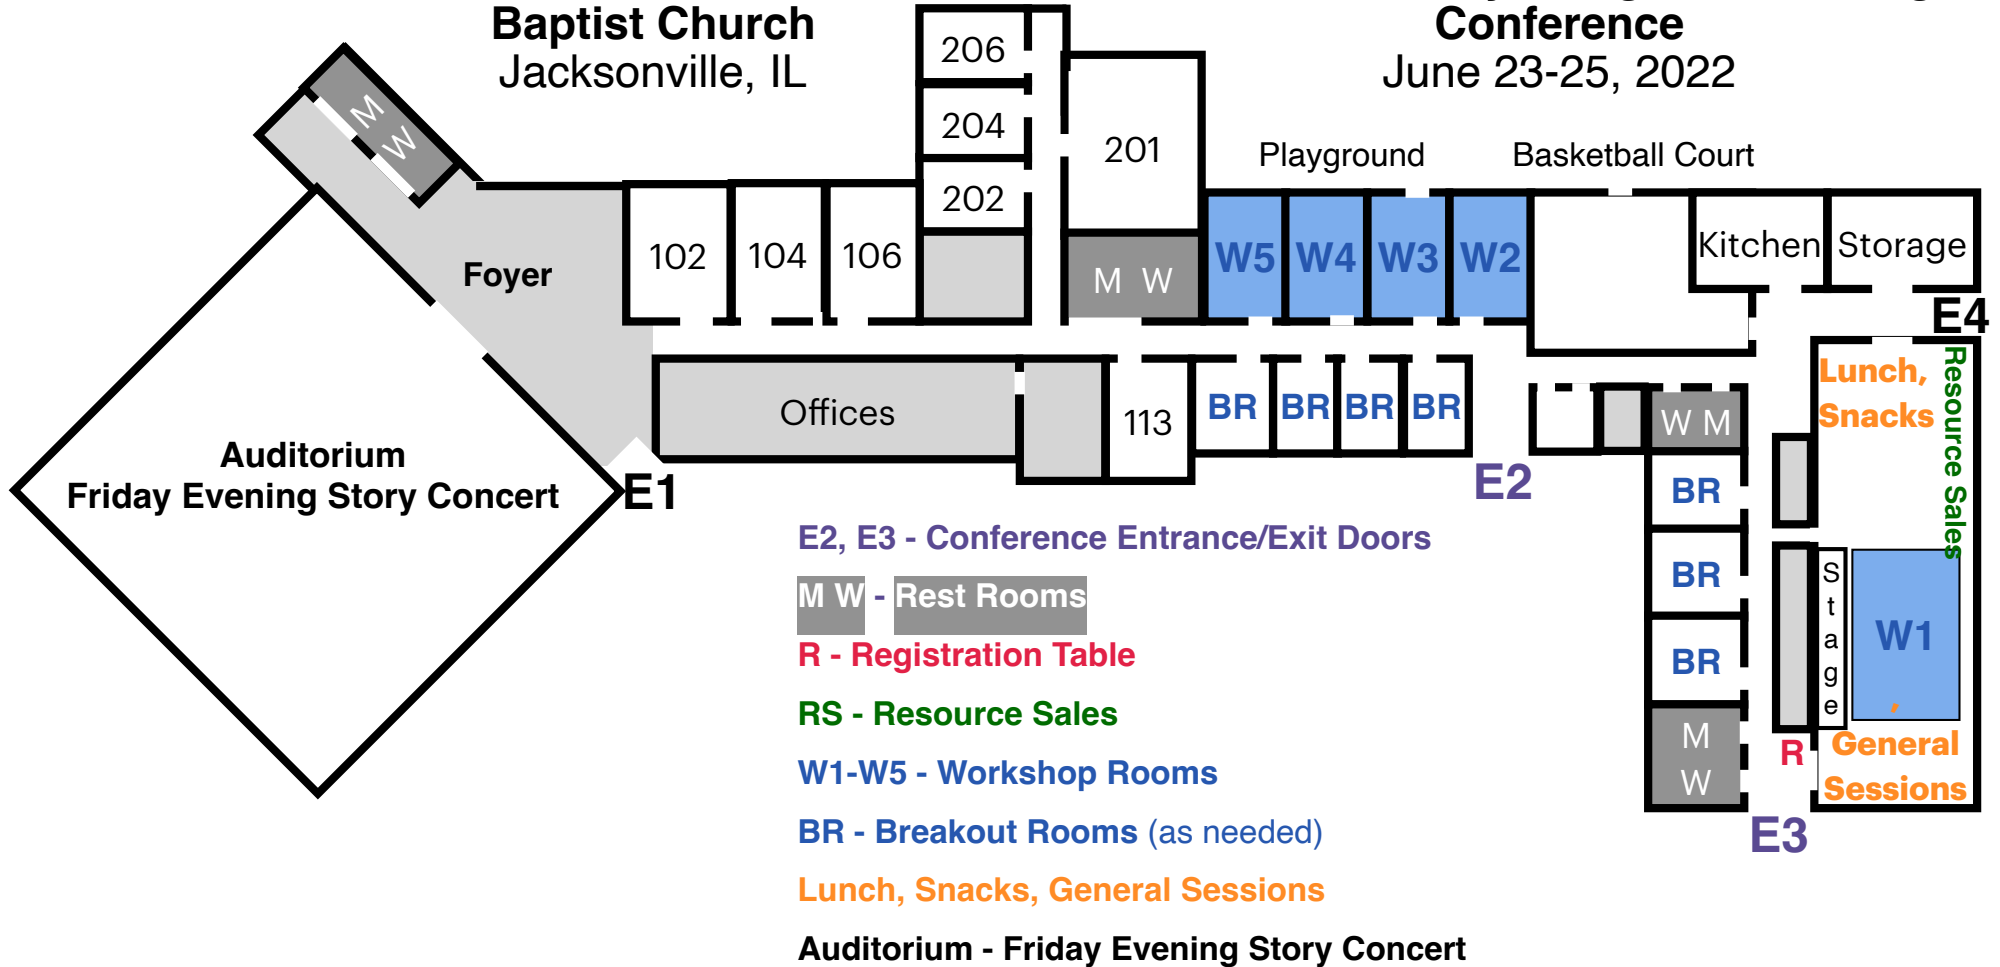 Baptist Church
Jacksonville, IL
Conference
June 23-25, 2022
M
W
206
204
202
201
Playground
Basketball Court
102
104
106
Foyer
M W
W5
W4
W3
W2
Kitchen
Storage
E4
Offices
113
BR
BR
BR
BR
W M
Lunch,
Snacks
Resource Sales
Auditorium
Friday Evening Story Concert
E1
E2
BR
BR
BR
M
W
Stage
W1
,
R
General
Sessions
E3
E2, E3 - Conference Entrance/Exit Doors
M W - Rest Rooms
R - Registration Table
RS - Resource Sales
W1-W5 - Workshop Rooms
BR - Breakout Rooms (as needed)
Lunch, Snacks, General Sessions
Auditorium - Friday Evening Story Concert